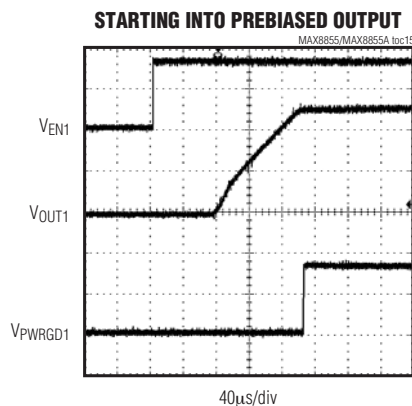 STARTING INTO PREBIASED OUTPUT
MAX8855/MAX8855A toc15
VEN1
VOUT1
VPWRGD1
40µs/div